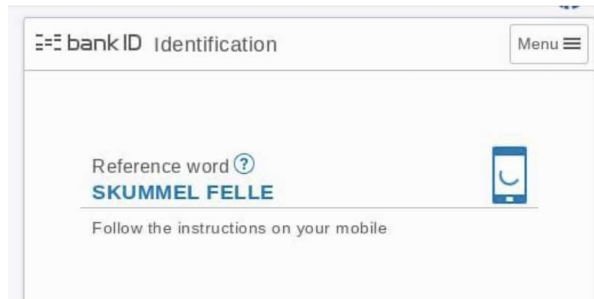 bank ID Identification
Menu
Reference word ?
SKUMMEL FELLE
Follow the instructions on your mobile